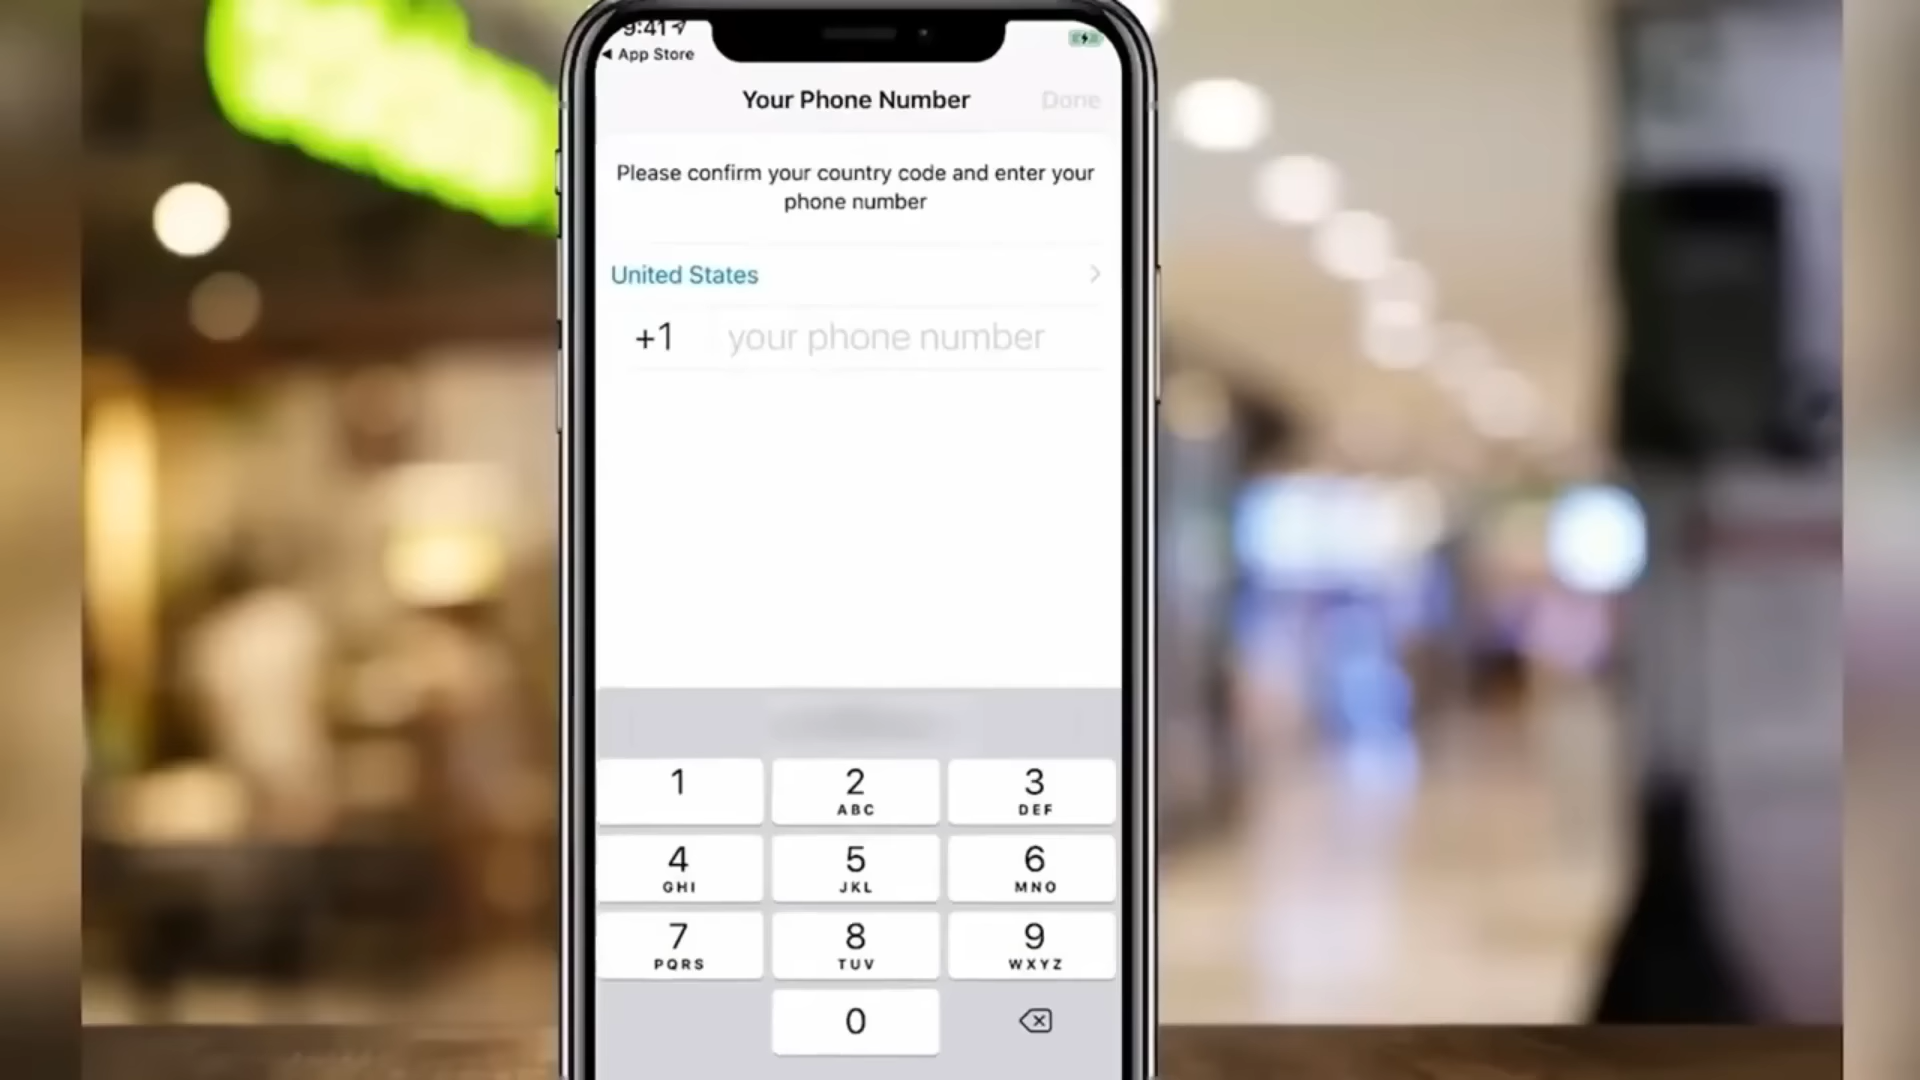 9:41
App Store
Your Phone Number Done
Please confirm your country code and enter your
phone number
United States
+1 your phone number
1 2 3
ABC DEF
4 5 6
GHI JKL MNO
7 8 9
PQRS TUV WXYZ
0